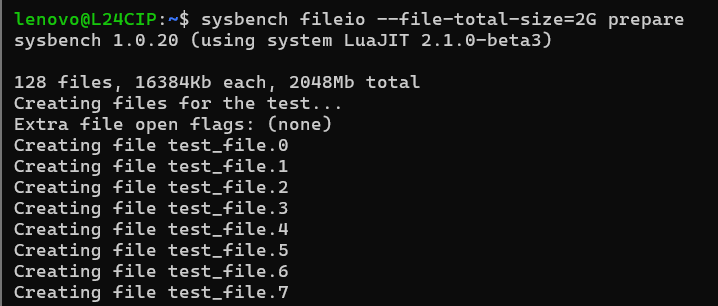 lenovo@L24CIP:~$ sysbench fileio --file-total-size=2G prepare
sysbench 1.0.20 (using system LuaJIT 2.1.0-beta3)
128 files, 16384Kb each, 2048Mb total
Creating files for the test...
Extra file open flags: (none)
Creating file test_file.0
Creating file test_file.1
Creating file test_file.2
Creating file test_file.3
Creating file test_file.4
Creating file test_file.5
Creating file test_file.6
Creating file test_file.7